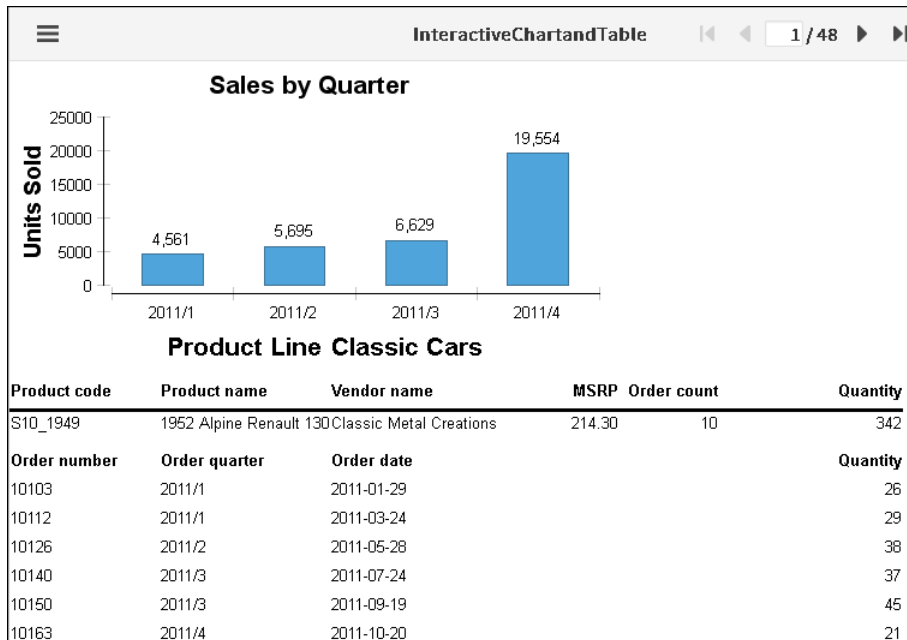 InteractiveChartandTable 1 / 48
Sales by Quarter
Units Sold
25000
20000
15000
10000
5000
0
4,561
5,695
6,629
19,554
2011/1 2011/2 2011/3 2011/4
Product Line Classic Cars
Product code Product name Vendor name MSRP Order count Quantity
S10_1949 1952 Alpine Renault 130 Classic Metal Creations 214.30 10 342
Order number Order quarter Order date Quantity
10103 2011/1 2011-01-29 26
10112 2011/1 2011-03-24 29
10126 2011/2 2011-05-28 38
10140 2011/3 2011-07-24 37
10150 2011/3 2011-09-19 45
10163 2011/4 2011-10-20 21